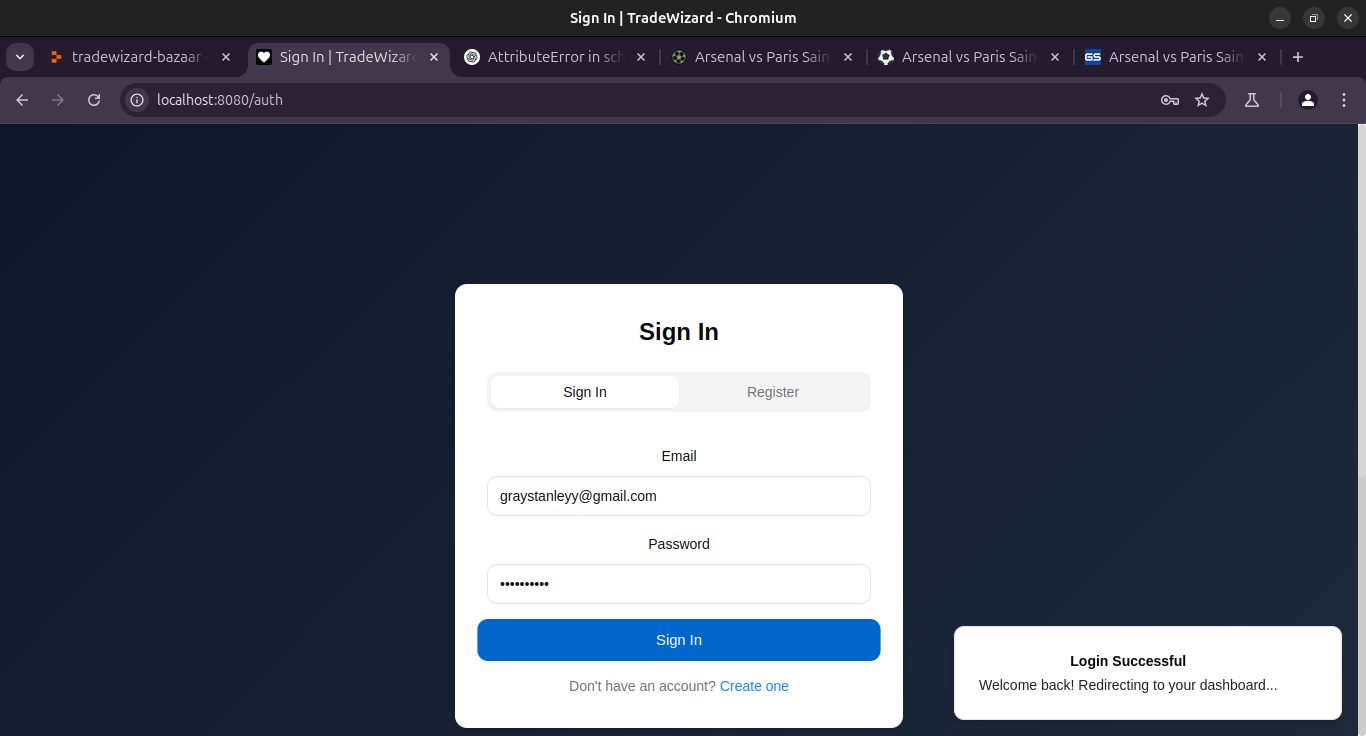 Sign In | TradeWizard - Chromium
tradewizard-bazaar
Sign In | TradeWizard
AttributeError in sch
Arsenal vs Paris Sain
Arsenal vs Paris Sain
GS
Arsenal vs Paris Sain
localhost:8080/auth
Sign In
Sign In
Register
Email
graystanleyy@gmail.com
Password
••••••••••
Sign In
Don't have an account? Create one
Login Successful
Welcome back! Redirecting to your dashboard...